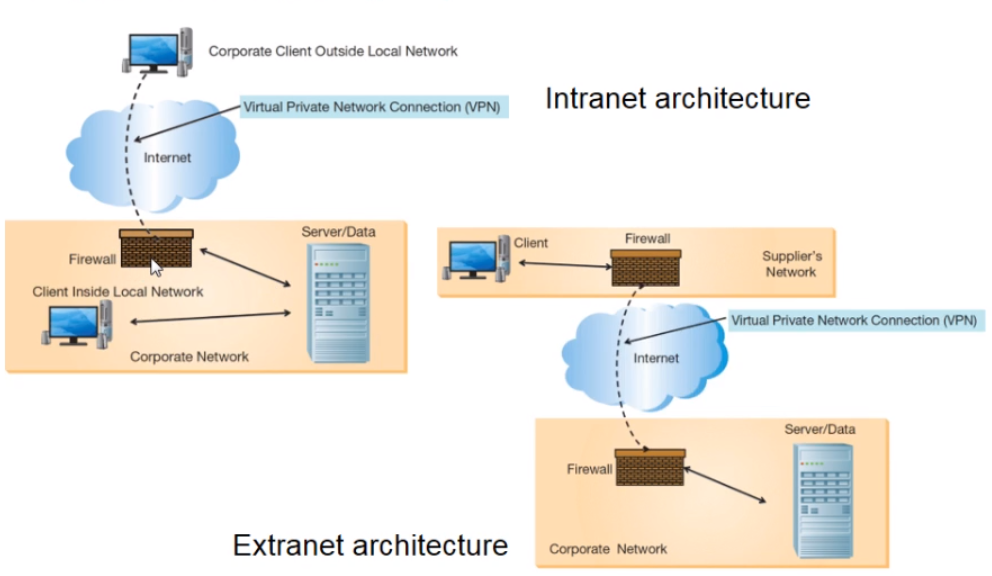 Corporate Client Outside Local Network
Virtual Private Network Connection (VPN)
Intranet architecture
Internet
Server/Data
Firewall
Client Inside Local Network
Corporate Network
Client
Firewall
Supplier's
Network
Virtual Private Network Connection (VPN)
Internet
Server/Data
Firewall
Corporate Network
Extranet architecture